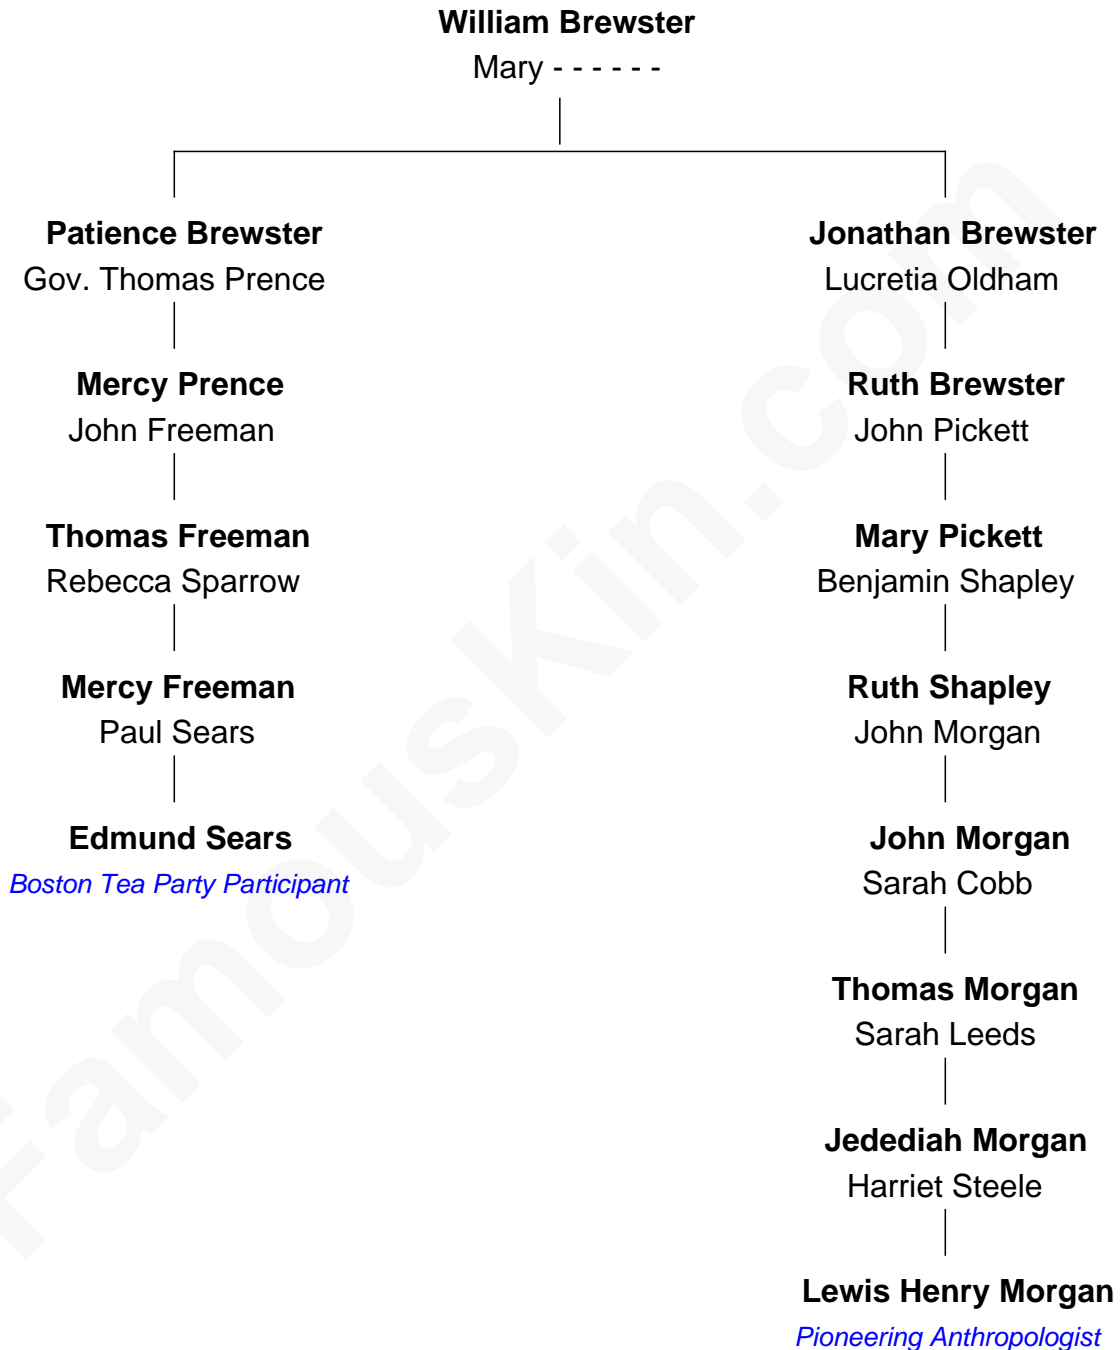 William Brewster
Mary - - - - - -
Patience Brewster
Gov. Thomas Prence
Mercy Prence
John Freeman
Thomas Freeman
Rebecca Sparrow
Mercy Freeman
Paul Sears
Edmund Sears
Boston Tea Party Participant
Jonathan Brewster
Lucretia Oldham
Ruth Brewster
John Pickett
Mary Pickett
Benjamin Shapley
Ruth Shapley
John Morgan
John Morgan
Sarah Cobb
Thomas Morgan
Sarah Leeds
Jedediah Morgan
Harriet Steele
Lewis Henry Morgan
Pioneering Anthropologist
FamousKin.com